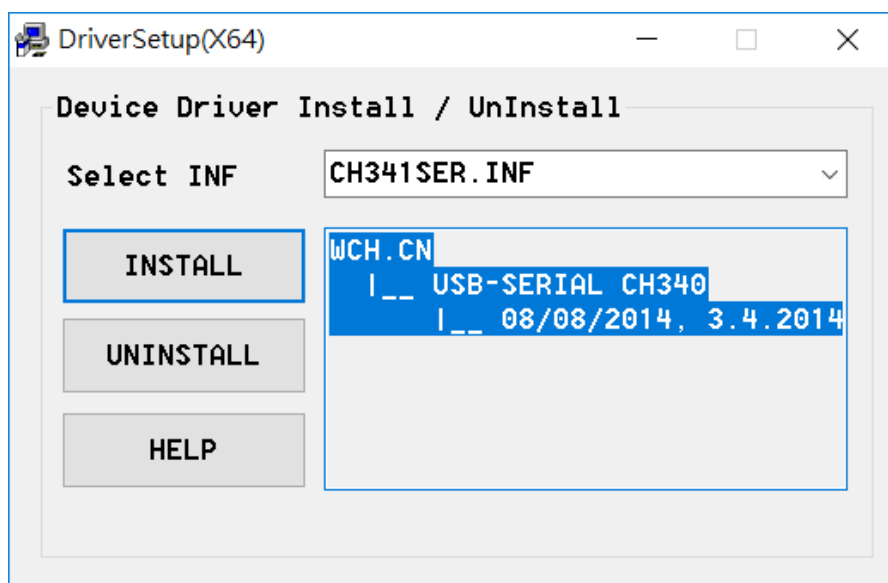 DriverSetup(X64)
Device Driver Install / UnInstall
Select INF
CH341SER.INF
INSTALL
WCH.CN
|__ USB-SERIAL CH340
|__ 08/08/2014, 3.4.2014
UNINSTALL
HELP